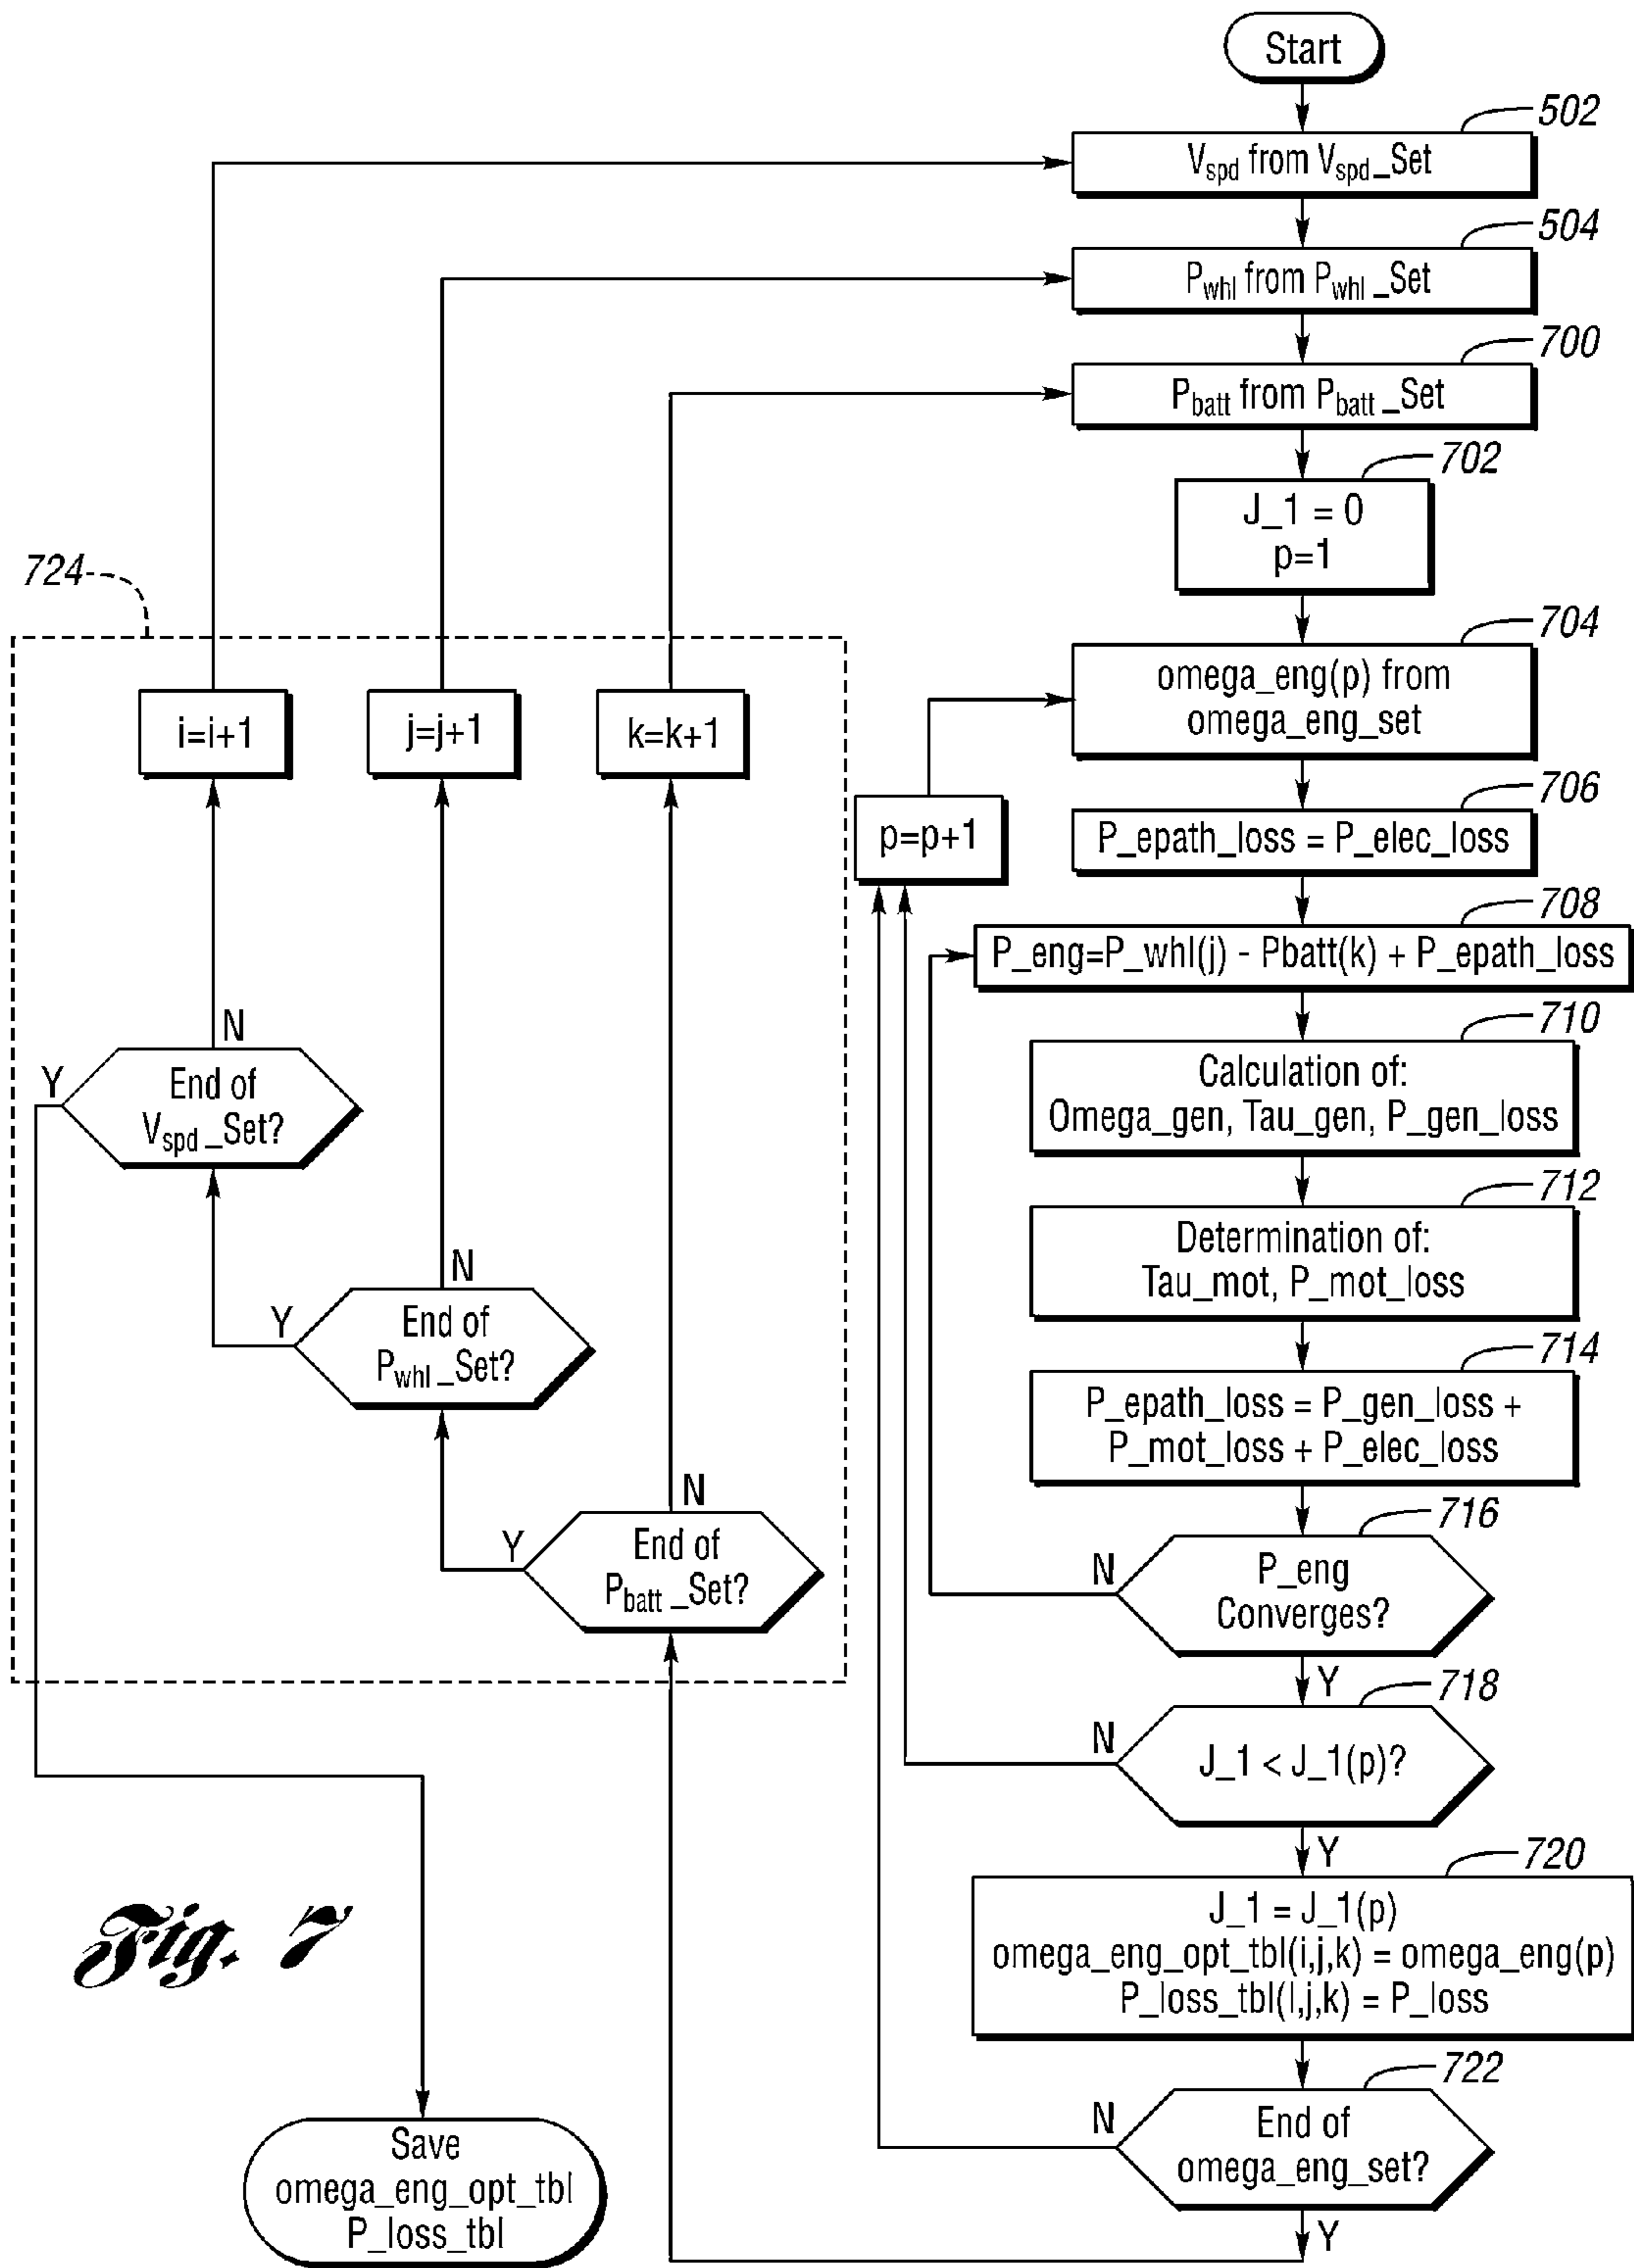 Start
502
Vspd from Vspd_Set
504
Pwhl from Pwhl_Set
700
Pbatt from Pbatt_Set
702
J_1 = 0
p=1
724
704
omega_eng(p) from
omega_eng_set
i=i+1
j=j+1
k=k+1
p=p+1
706
P_epath_loss = P_elec_loss
708
P_eng=P_whl(j) - Pbatt(k) + P_epath_loss
710
Calculation of:
Omega_gen, Tau_gen, P_gen_loss
N
Y
End of
Vspd_Set?
712
Determination of:
Tau_mot, P_mot_loss
N
Y
End of
Pwhl_Set?
714
P_epath_loss = P_gen_loss +
P_mot_loss + P_elec_loss
N
Y
End of
Pbatt_Set?
716
N
P_eng
Converges?
Y
718
N
J_1 < J_1(p)?
Y
720
J_1 = J_1(p)
omega_eng_opt_tbl(i,j,k) = omega_eng(p)
P_loss_tbl(I,j,k) = P_loss
Fig. 7
722
N
End of
omega_eng_set?
Y
Save
omega_eng_opt_tbl
P_loss_tbl